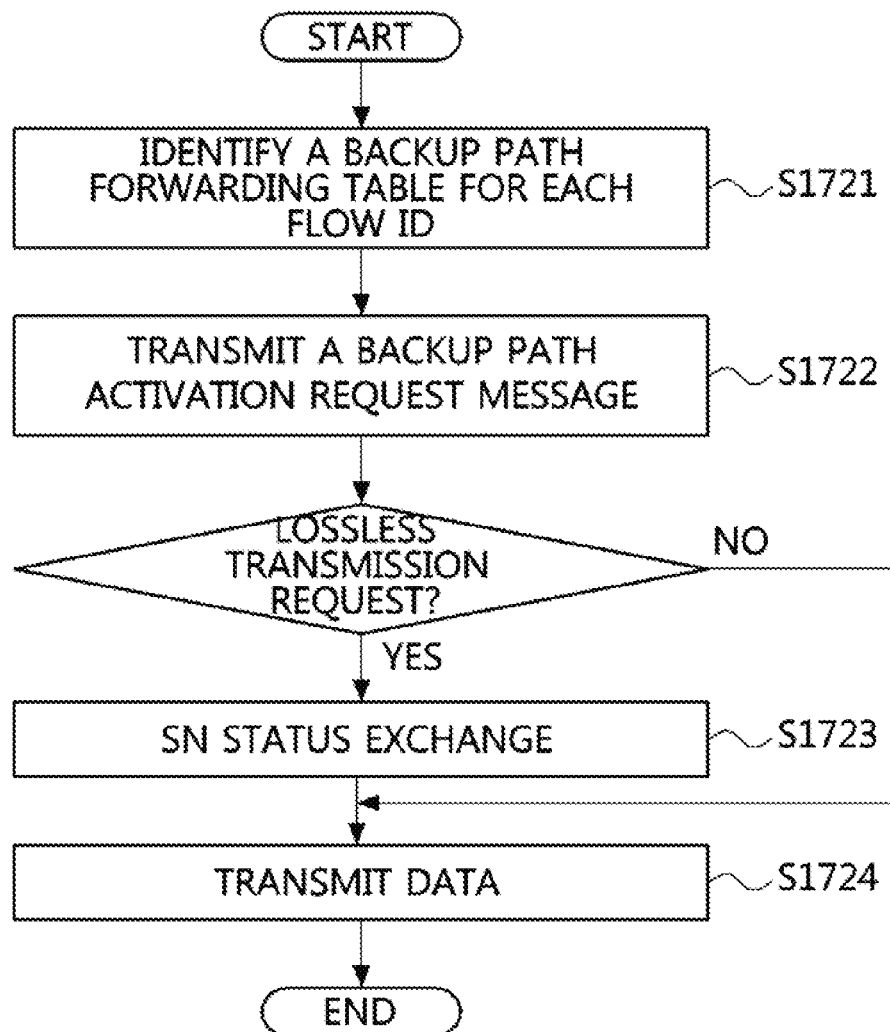 START
IDENTIFY A BACKUP PATH
FORWARDING TABLE FOR EACH
FLOW ID
S1721
TRANSMIT A BACKUP PATH
ACTIVATION REQUEST MESSAGE
S1722
LOSSLESS
TRANSMISSION
REQUEST?
NO
YES
SN STATUS EXCHANGE
S1723
TRANSMIT DATA
S1724
END